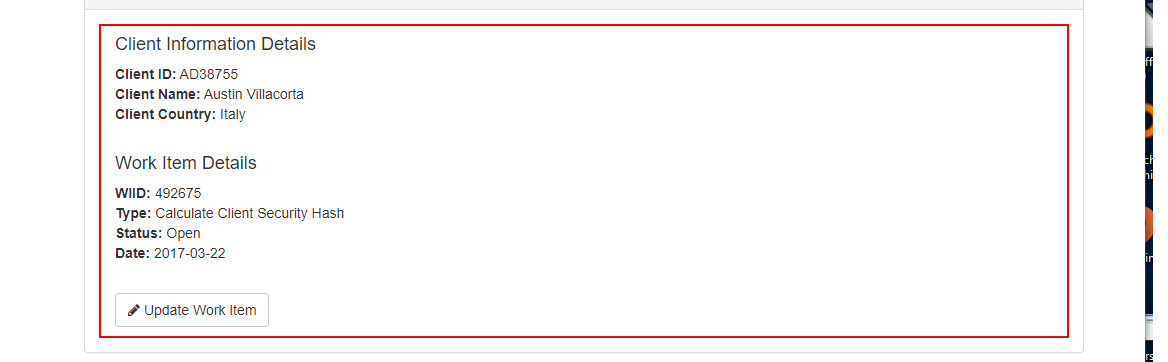 Client Information Details
Client ID: AD38755
Client Name: Austin Villacorta
Client Country: Italy
Work Item Details
WIID: 492675
Type: Calculate Client Security Hash
Status: Open
Date: 2017-03-22
Update Work Item